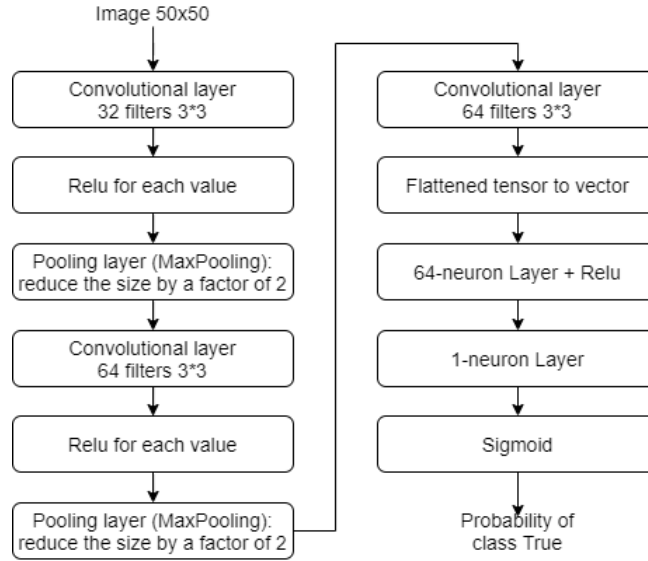 Image 50x50
Convolutional layer
32 filters 3*3
Relu for each value
Pooling layer (MaxPooling):
reduce the size by a factor of 2
Convolutional layer
64 filters 3*3
Relu for each value
Pooling layer (MaxPooling):
reduce the size by a factor of 2
Convolutional layer
64 filters 3*3
Flattened tensor to vector
64-neuron Layer + Relu
1-neuron Layer
Sigmoid
Probability of
class True